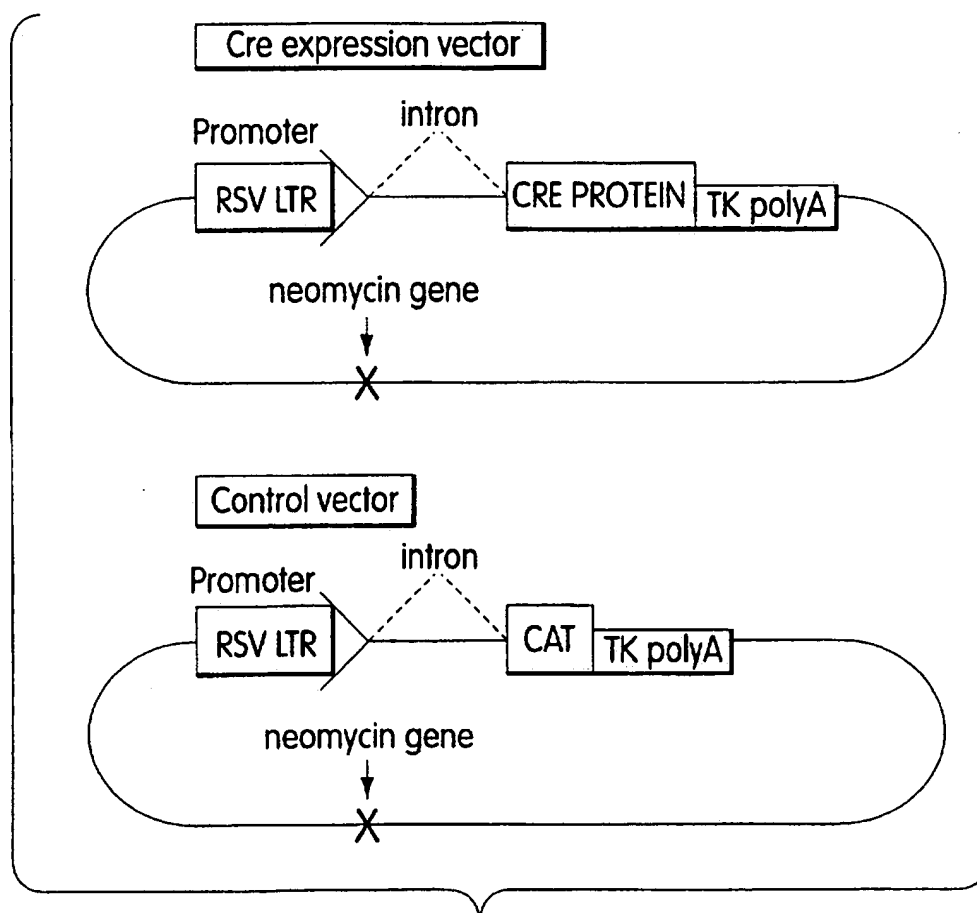 Cre expression vector
intron
Promoter
RSV LTR
CRE PROTEIN
TK polyA
neomycin gene
X
Control vector
intron
Promoter
RSV LTR
CAT
TK polyA
neomycin gene
X